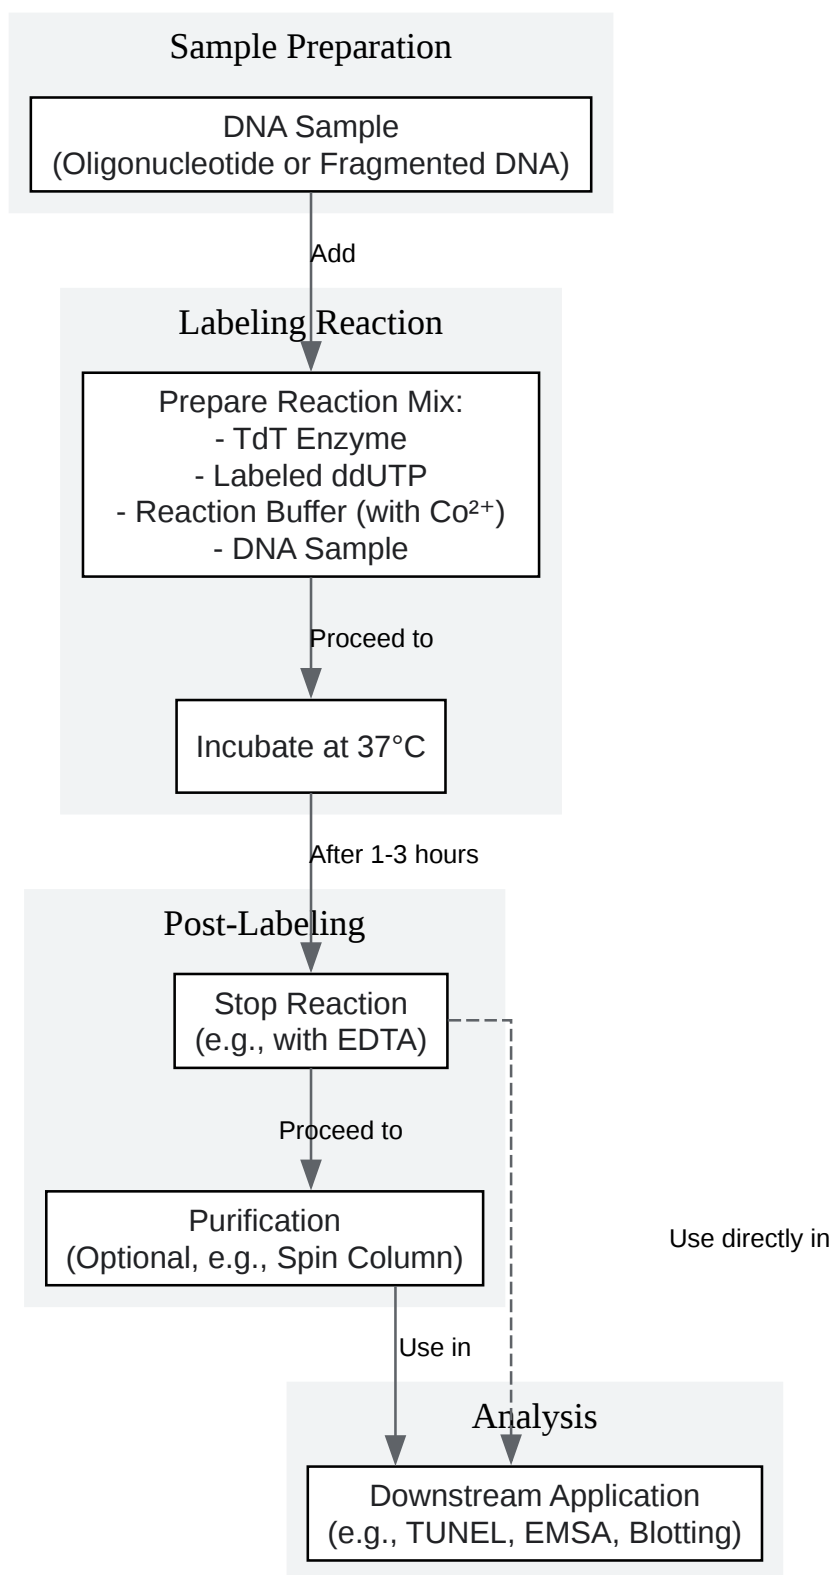 Sample Preparation
DNA Sample
(Oligonucleotide or Fragmented DNA)
Add
Labeling Reaction
Prepare Reaction Mix:
- TdT Enzyme
- Labeled ddUTP
- Reaction Buffer (with Co²⁺)
- DNA Sample
Proceed to
Incubate at 37°C
After 1-3 hours
Post-Labeling
Stop Reaction
(e.g., with EDTA)
Proceed to
Purification
(Optional, e.g., Spin Column)
Use directly in
Use in
Analysis
Downstream Application
(e.g., TUNEL, EMSA, Blotting)